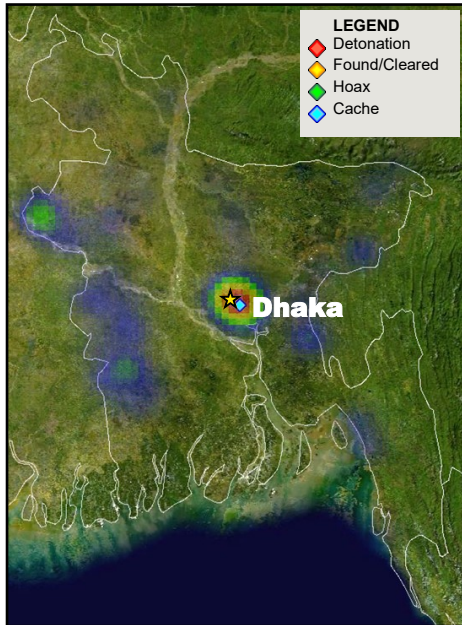 LEGEND
Detonation
Found/Cleared
Hoax
Cache
Dhaka